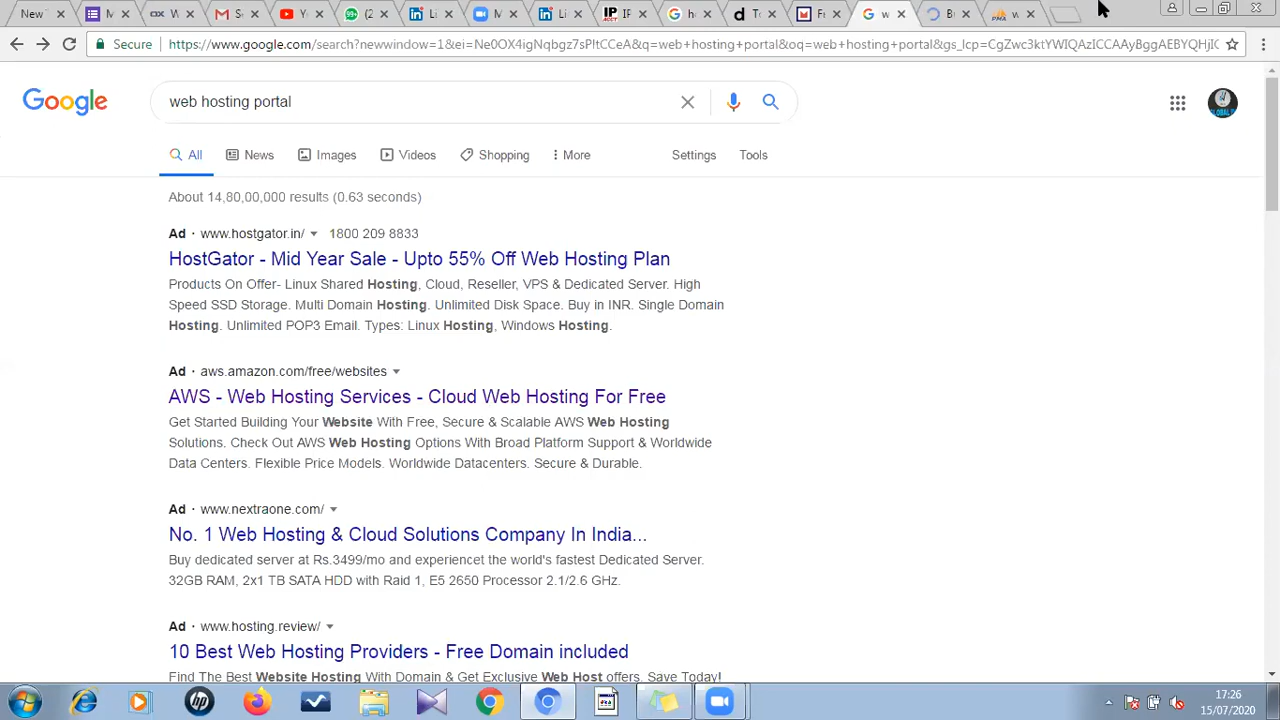 New
M
W
M
S
Y
(2
Li
M
Li
IP
h
To
Fi
w
B
w
Secure
https://www.google.com/search?newwindow=1&ei=Ne0OX4igNqbgz7sP!tCCeA&q=web+hosting+portal&oq=web+hosting+portal&gs_lcp=CgZwc3ktYWIQAzICCAAyBggAEBYQHjIC
Google
web hosting portal
All
News
Images
Videos
Shopping
More
Settings
Tools
About 14,80,00,000 results (0.63 seconds)
Ad · www.hostgator.in/ 1800 209 8833
HostGator - Mid Year Sale - Upto 55% Off Web Hosting Plan
Products On Offer- Linux Shared Hosting, Cloud, Reseller, VPS & Dedicated Server. High
Speed SSD Storage. Multi Domain Hosting. Unlimited Disk Space. Buy in INR. Single Domain
Hosting. Unlimited POP3 Email. Types: Linux Hosting, Windows Hosting.
Ad · aws.amazon.com/free/websites
AWS - Web Hosting Services - Cloud Web Hosting For Free
Get Started Building Your Website With Free, Secure & Scalable AWS Web Hosting
Solutions. Check Out AWS Web Hosting Options With Broad Platform Support & Worldwide
Data Centers. Flexible Price Models. Worldwide Datacenters. Secure & Durable.
Ad · www.nextraone.com/
No. 1 Web Hosting & Cloud Solutions Company In India...
Buy dedicated server at Rs.3499/mo and experienct the world's fastest Dedicated Server.
32GB RAM, 2x1 TB SATA HDD with Raid 1, E5 2650 Processor 2.1/2.6 GHz.
Ad · www.hosting.review/
10 Best Web Hosting Providers - Free Domain included
Find The Best Website Hosting With Domain & Get Exclusive Web Host offers. Save Today!
17:26
15/07/2020